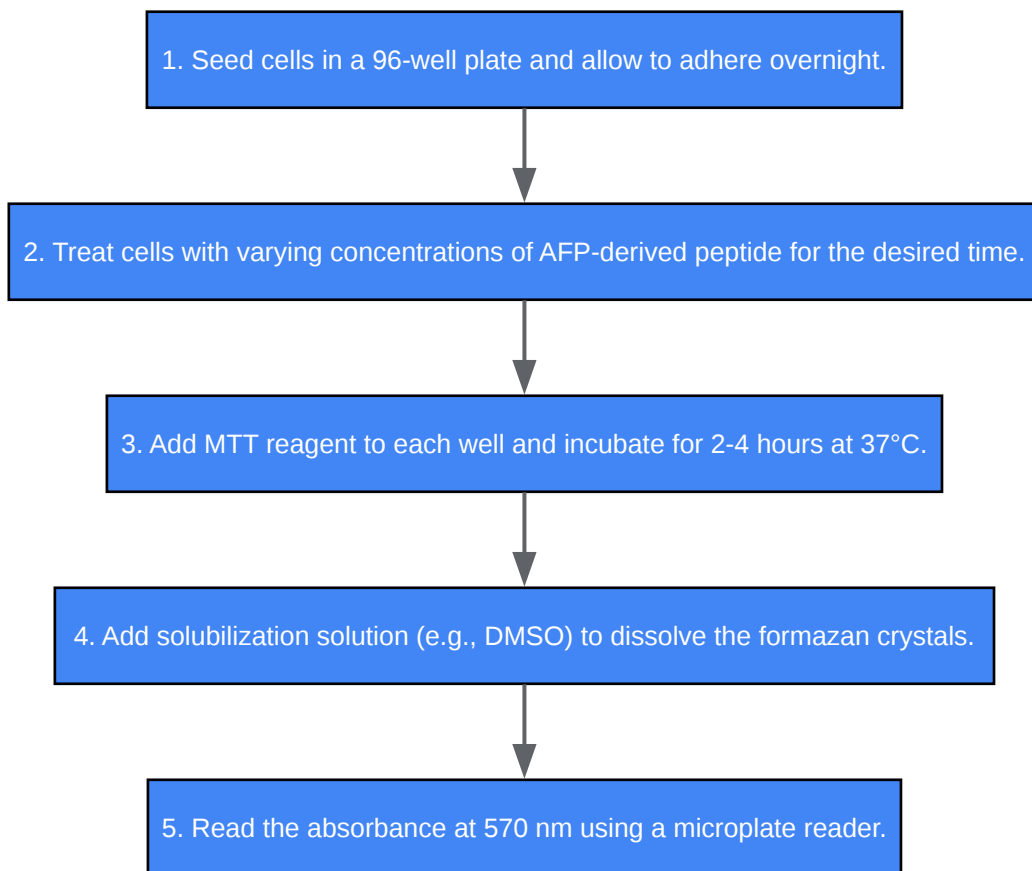 1. Seed cells in a 96-well plate and allow to adhere overnight.
2. Treat cells with varying concentrations of AFP-derived peptide for the desired time.
3. Add MTT reagent to each well and incubate for 2-4 hours at 37°C.
4. Add solubilization solution (e.g., DMSO) to dissolve the formazan crystals.
5. Read the absorbance at 570 nm using a microplate reader.